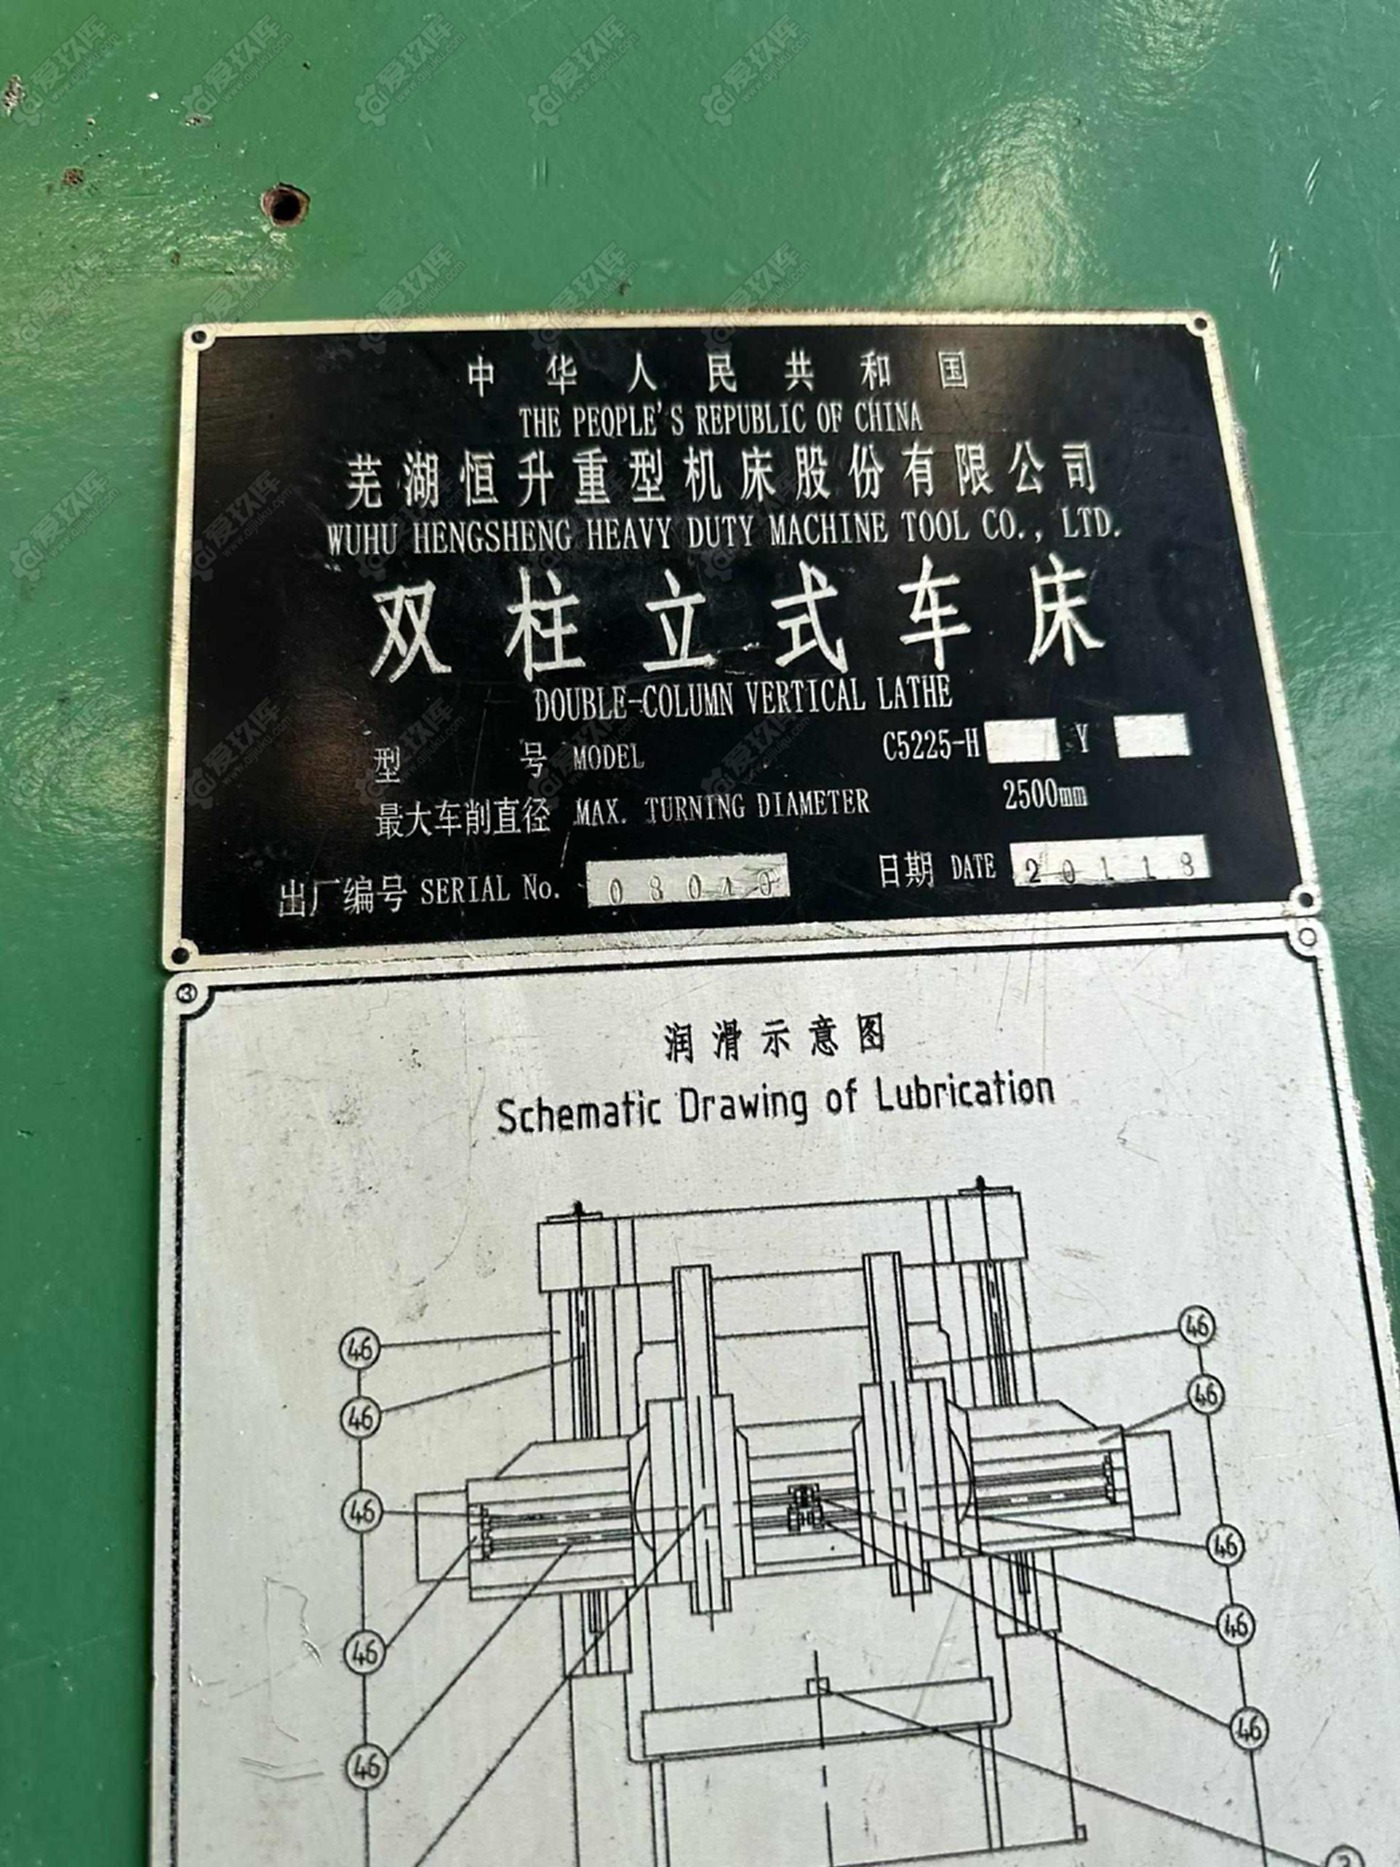 中华人民共和国
THE PEOPLE'S REPUBLIC OF CHINA
芜湖恒升重型机床股份有限公司
WUHU HENGSHENG HEAVY DUTY MACHINE TOOL CO., LTD.
双柱立式车床
DOUBLE-COLUMN VERTICAL LATHE
型号 MODEL C5225-H Y
最大车削直径 MAX. TURNING DIAMETER 2500mm
出厂编号 SERIAL No. 08040 日期 DATE 20118
3
润滑示意图
Schematic Drawing of Lubrication
46 46
46 46
46 46
46 46
46 46